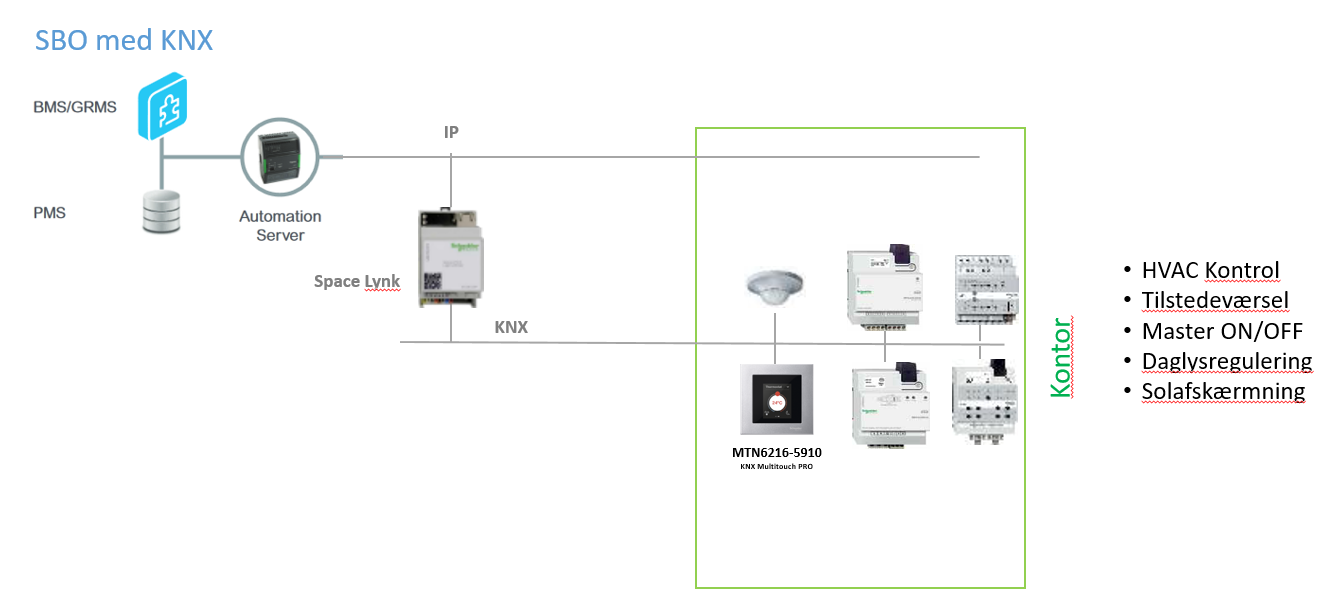 SBO med KNX
BMS/GRMS
IP
PMS
Automation
Server
Space Lynk
Schneider
KNX
MTN6216-5910
KNX Multitouch PRO
Kontor
• HVAC Kontrol
• Tilstedeværsel
• Master ON/OFF
• Daglysregulering
• Solafskærmning